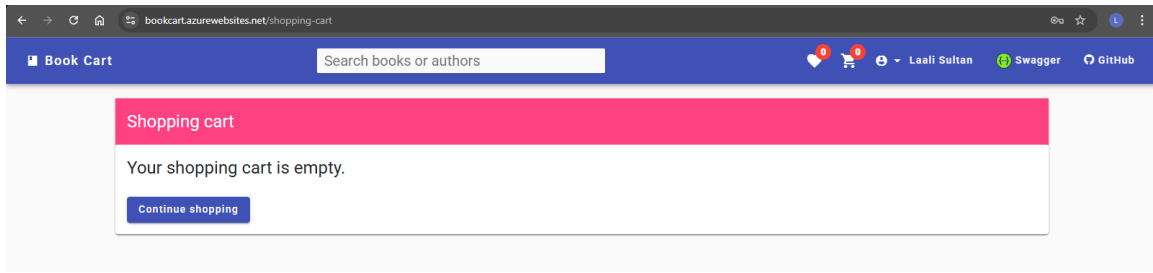 bookcart.azurewebsites.net/shopping-cart
L
Book Cart
Search books or authors
0
0
Laali Sultan
Swagger
GitHub
Shopping cart
Your shopping cart is empty.
Continue shopping